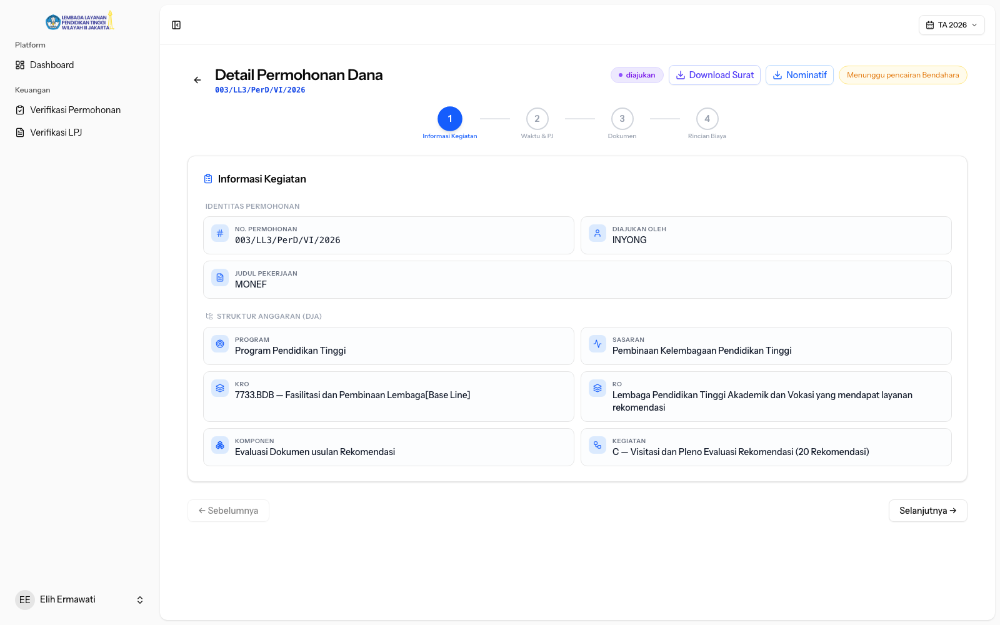 LEMBAGA LAYANAN
PENDIDIKAN TINGGI
WILAYAH III JAKARTA
Platform
Dashboard
Keuangan
Verifikasi Permohonan
Verifikasi LPJ
EE
Elih Ermawati
TA 2026
Detail Permohonan Dana
003/LL3/PerD/VI/2026
diajukan
Download Surat
Nominatif
Menunggu pencairan Bendahara
1
Informasi Kegiatan
2
Waktu & PJ
3
Dokumen
4
Rincian Biaya
Informasi Kegiatan
IDENTITAS PERMOHONAN
NO. PERMOHONAN
003/LL3/PerD/VI/2026
DIAJUKAN OLEH
INYONG
JUDUL PEKERJAAN
MONEF
STRUKTUR ANGGARAN (DJA)
PROGRAM
Program Pendidikan Tinggi
SASARAN
Pembinaan Kelembagaan Pendidikan Tinggi
KRO
7733.BDB — Fasilitasi dan Pembinaan Lembaga[Base Line]
RO
Lembaga Pendidikan Tinggi Akademik dan Vokasi yang mendapat layanan
rekomendasi
KOMPONEN
Evaluasi Dokumen usulan Rekomendasi
KEGIATAN
C — Visitasi dan Pleno Evaluasi Rekomendasi (20 Rekomendasi)
← Sebelumnya
Selanjutnya →